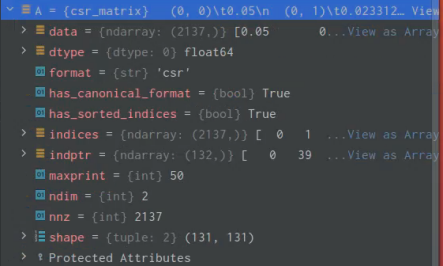 A = {csr_matrix} (0, 0)\t0.05\n (0, 1)\t0.023312… View
data = {ndarray: (2137,)} [0.05 0...View as Array
dtype = {dtype: 0} float64
format = {str} 'csr'
has_canonical_format = {bool} True
has_sorted_indices = {bool} True
indices = {ndarray: (2137,)} [ 0 1 ...View as Array
indptr = {ndarray: (132,)} [ 0 39 ...View as Array
maxprint = {int} 50
ndim = {int} 2
nnz = {int} 2137
shape = {tuple: 2} (131, 131)
Protected Attributes